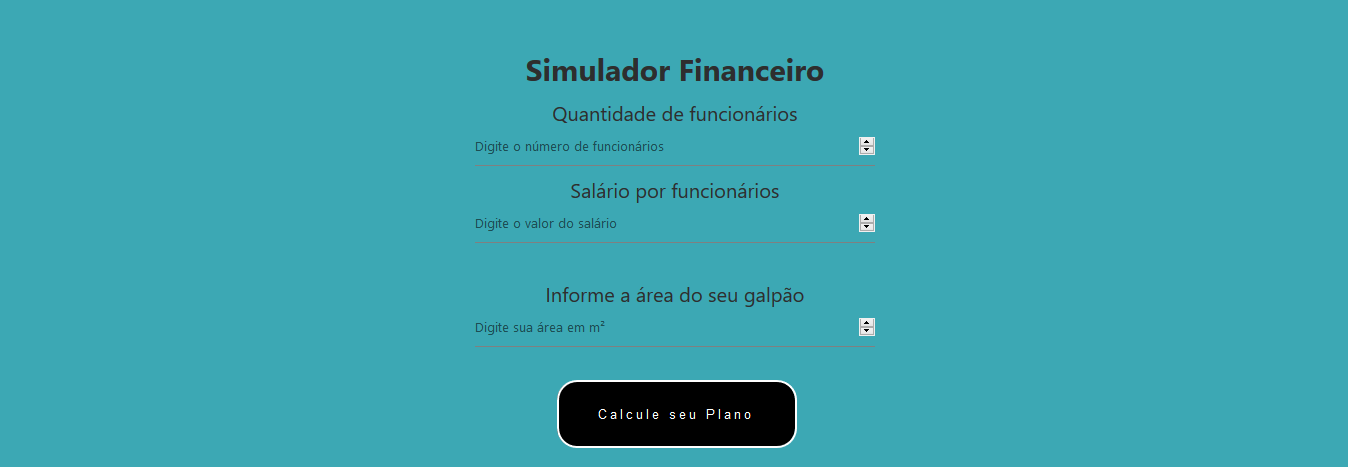 Simulador Financeiro
Quantidade de funcionários
Digite o número de funcionários
Salário por funcionários
Digite o valor do salário
Informe a área do seu galpão
Digite sua área em m²
Calcule seu Plano